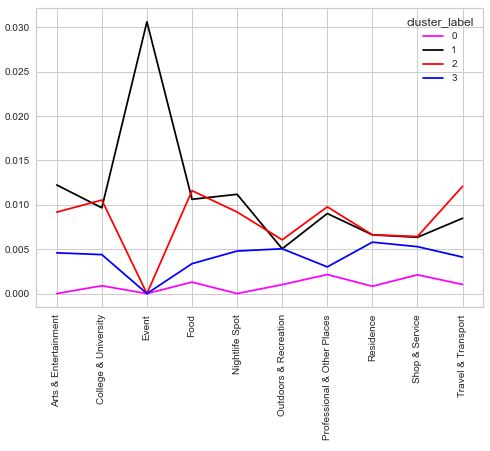 cluster_label
0
1
2
3
0.030
0.025
0.020
0.015
0.010
0.005
0.000
Arts & Entertainment
College & University
Event
Food
Nightlife Spot
Outdoors & Recreation
Professional & Other Places
Residence
Shop & Service
Travel & Transport